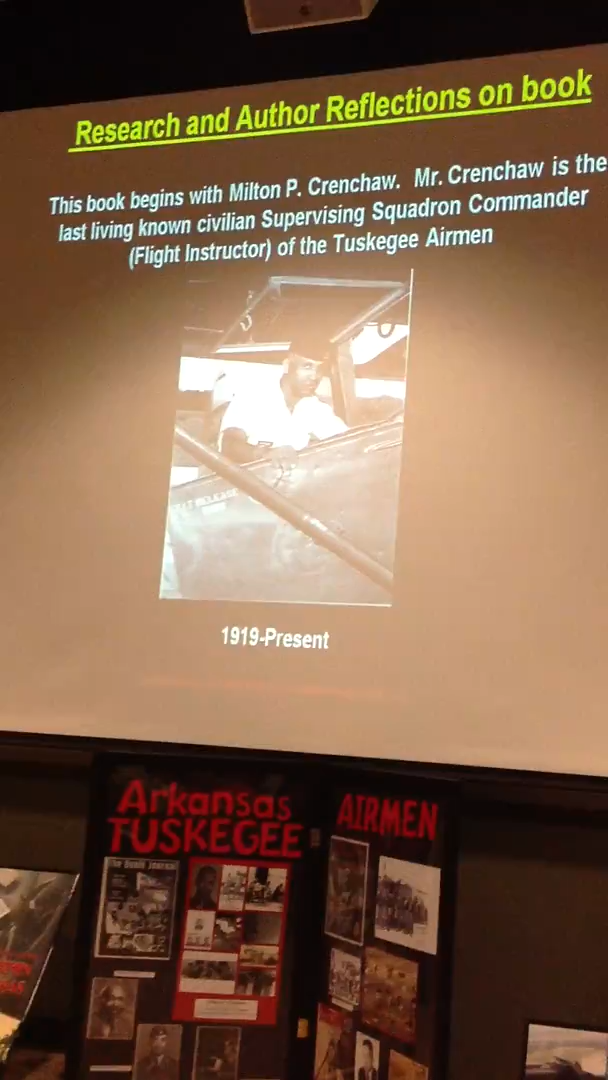 Research and Author Reflections on book
This book begins with Milton P. Crenchaw. Mr. Crenchaw is the
last living known civilian Supervising Squadron Commander
(Flight Instructor) of the Tuskegee Airmen
1919-Present
Arkansas
TUSKEGEE
AIRMEN